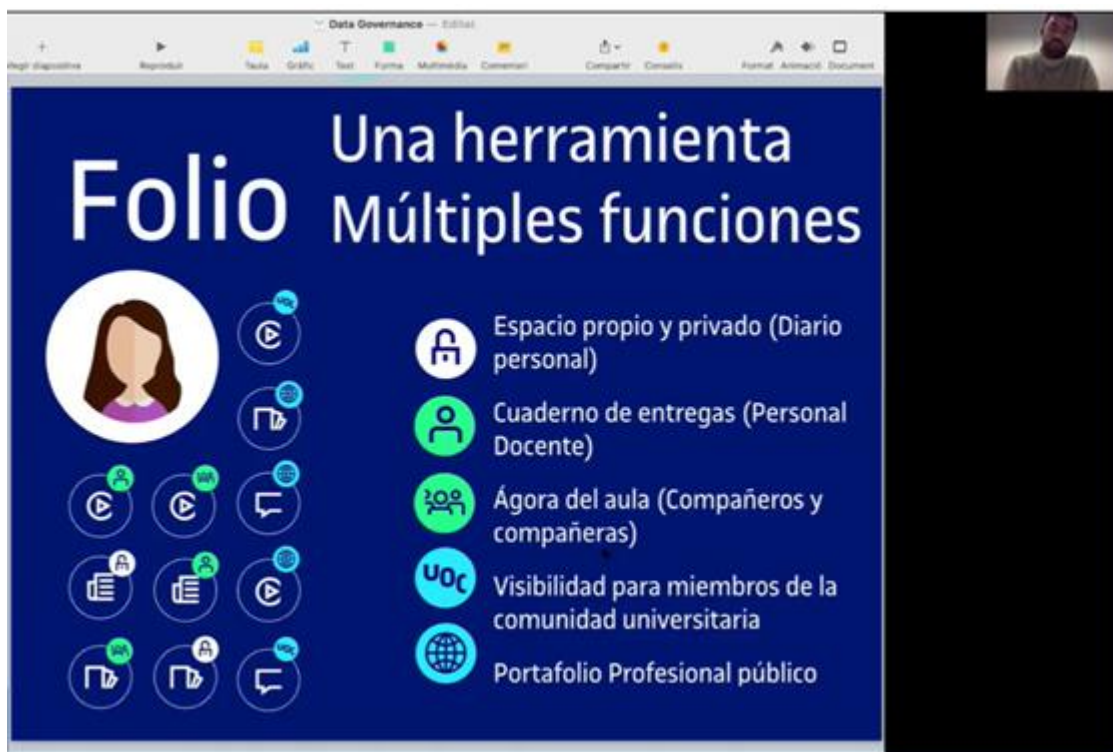 Data Governance — Editat
Reproduir
Taula Gràfic Text Forma Multimèdia Comentari
Compartir Consells
Format Animació Document
Folio
Una herramienta
Múltiples funciones
UOC
Espacio propio y privado (Diario
personal)
Cuaderno de entregas (Personal
Docente)
Ágora del aula (Compañeros y
compañeras)
UOC
Visibilidad para miembros de la
comunidad universitaria
UOC
Portafolio Profesional público